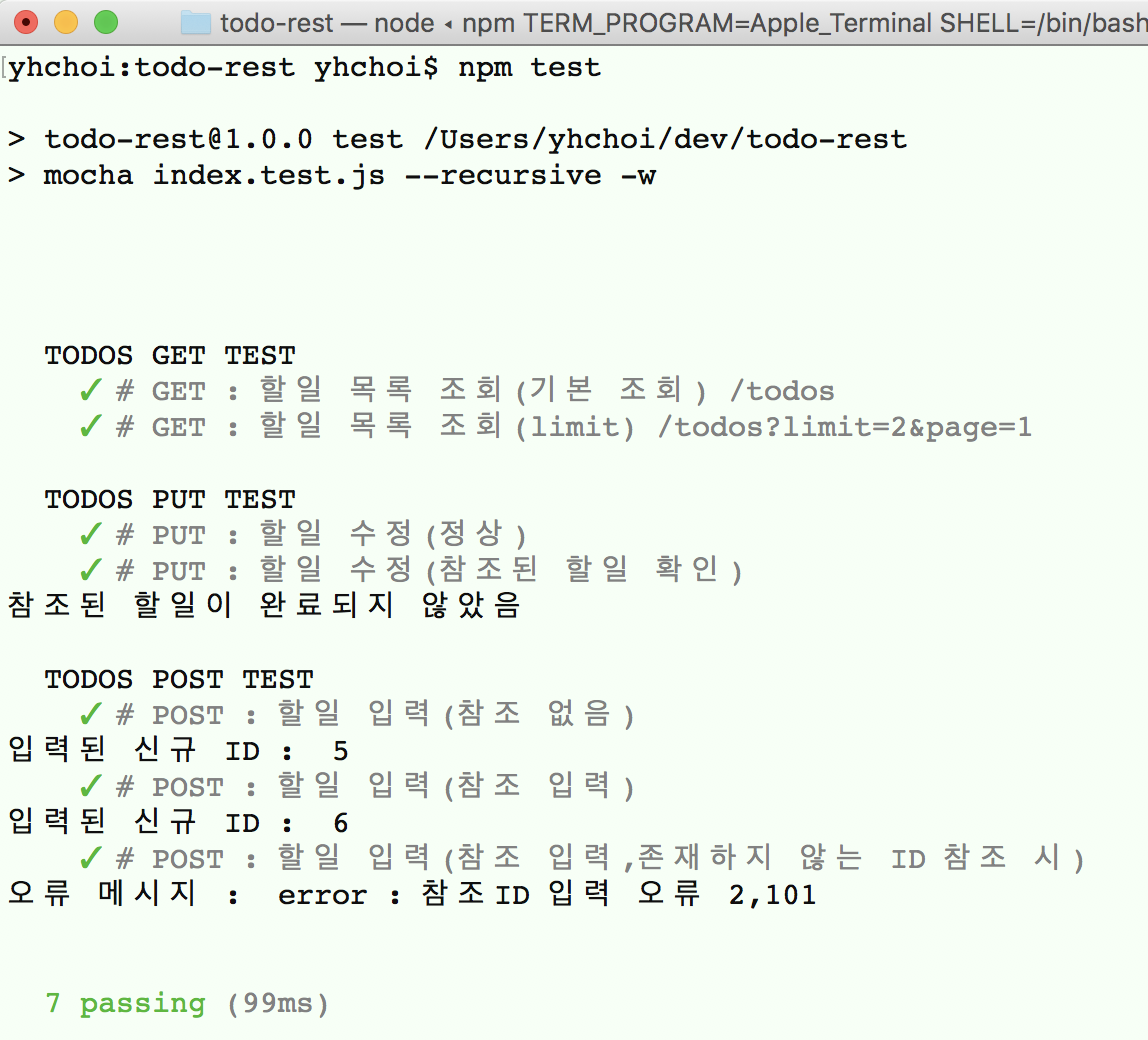 todo-rest — node ◂ npm TERM_PROGRAM=Apple_Terminal SHELL=/bin/bash
[yhchoi:todo-rest yhchoi$ npm test
> todo-rest@1.0.0 test /Users/yhchoi/dev/todo-rest
> mocha index.test.js --recursive -w
TODOS GET TEST
✓ # GET : 할일 목록 조회(기본 조회) /todos
✓ # GET : 할일 목록 조회(limit) /todos?limit=2&page=1
TODOS PUT TEST
✓ # PUT : 할일 수정(정상)
✓ # PUT : 할일 수정(참조된 할일 확인)
참조된 할일이 완료되지 않았음
TODOS POST TEST
✓ # POST : 할일 입력(참조 없음)
입력된 신규 ID : 5
✓ # POST : 할일 입력(참조 입력)
입력된 신규 ID : 6
✓ # POST : 할일 입력(참조 입력,존재하지 않는 ID 참조 시)
오류 메시지 : error :참조ID입력 오류 2,101
7 passing (99ms)